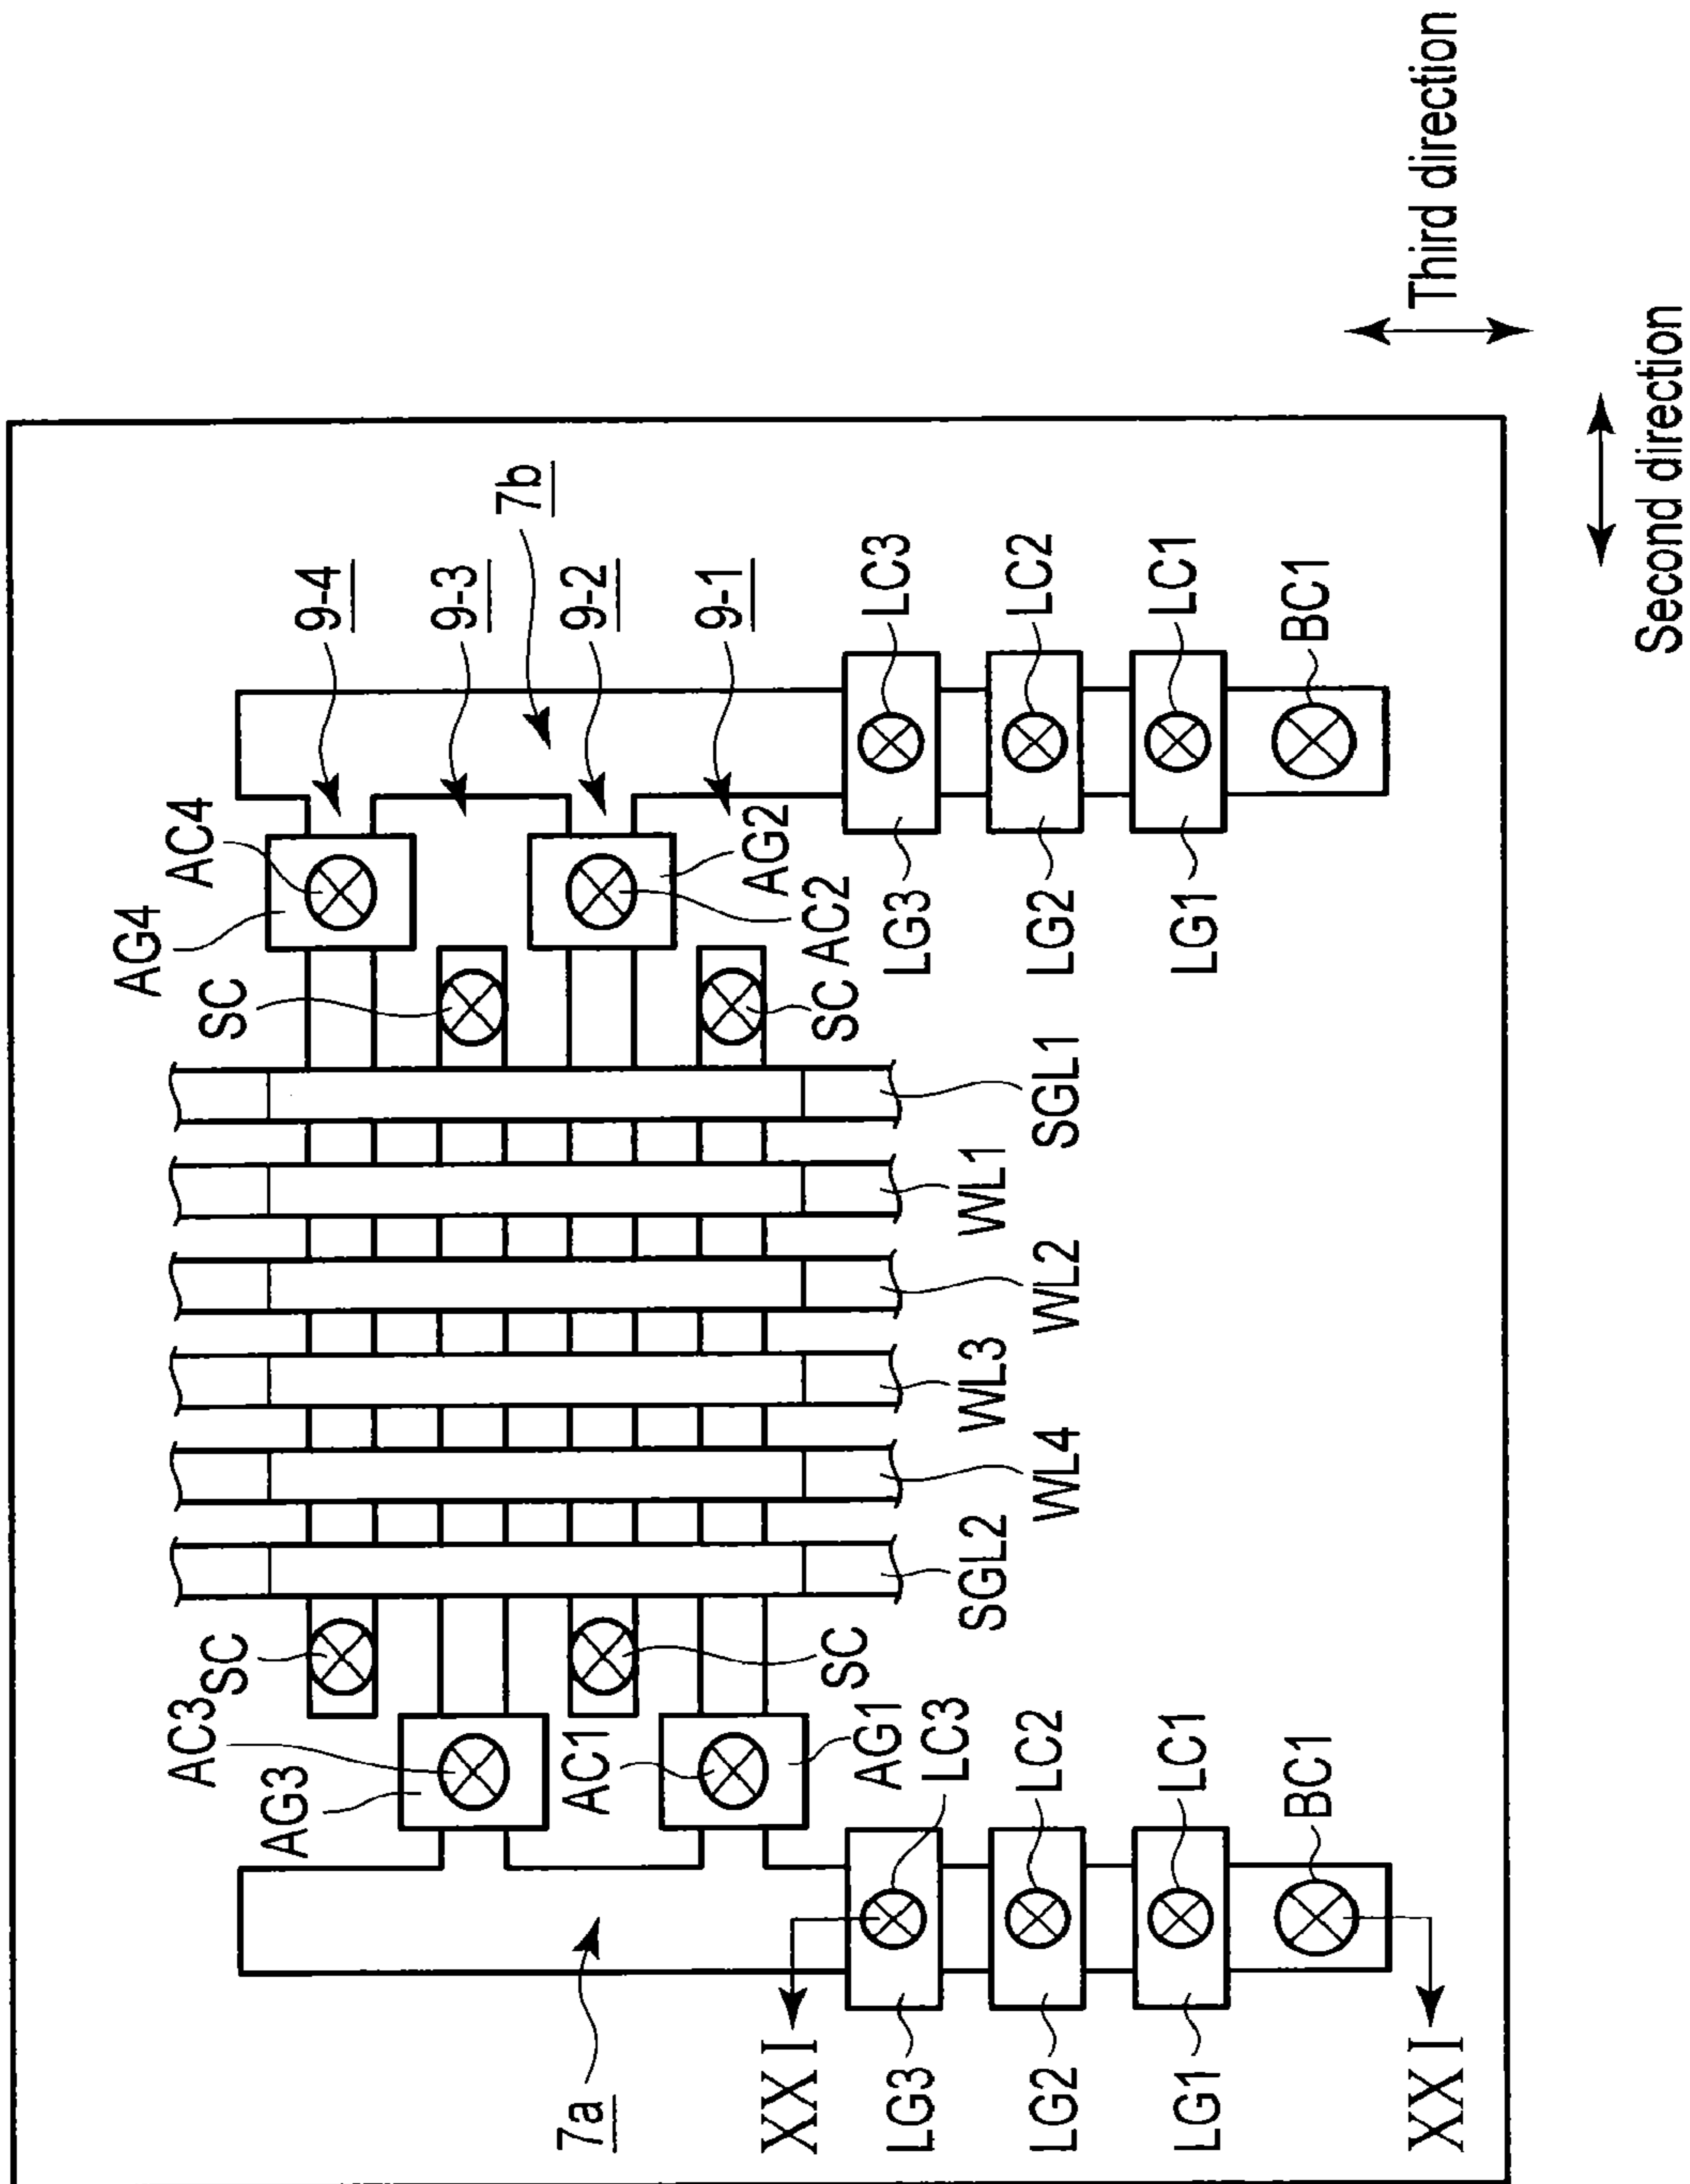 Third direction
Second direction
7b
9-4
9-3
9-2
9-1
LC3
LC2
LC1
BC1
AC4
AG4
AG2
AC2
LG3
LG2
LG1
SC
SC
SGL1
WL1
WL2
WL3
WL4
SGL2
SC
SC
AC3
AG3
AC1
AG1
LC3
LC2
LC1
BC1
7a
XXI
LG3
LG2
LG1
XXI